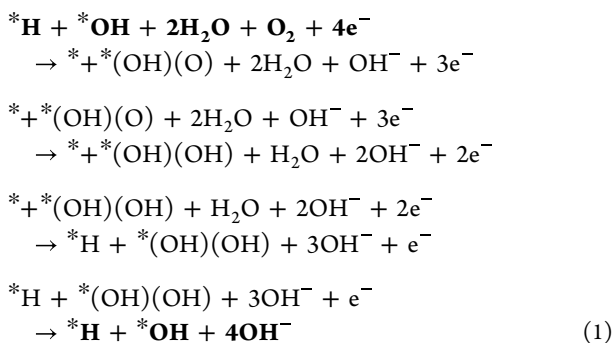 *H + *OH + 2H₂O + O₂ + 4e⁻
→ *+*(OH)(O) + 2H₂O + OH⁻ + 3e⁻
*+*(OH)(O) + 2H₂O + OH⁻ + 3e⁻
→ *+*(OH)(OH) + H₂O + 2OH⁻ + 2e⁻
*+*(OH)(OH) + H₂O + 2OH⁻ + 2e⁻
→ *H + *(OH)(OH) + 3OH⁻ + e⁻
*H + *(OH)(OH) + 3OH⁻ + e⁻
→ *H + *OH + 4OH⁻ (1)